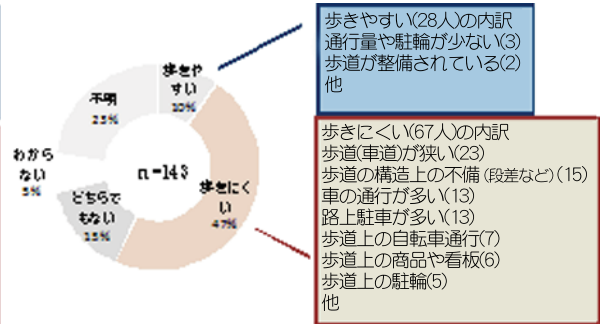 歩きやすい(28人)の内訳
通行量や駐輪が少ない(3)
歩道が整備されている(2)
他
歩きや
すい
10%
不明
わから
ない
5%
n=143
どちらで
もない
15%
歩きにく
い
47%
歩きにくい(67人)の内訳
歩道(車道)が狭い(23)
歩道の構造上の不備(段差など)(15)
車の通行が多い(13)
路上駐車が多い(13)
歩道上の自転車通行(7)
歩道上の商品や看板(6)
歩道上の駐輪(5)
他